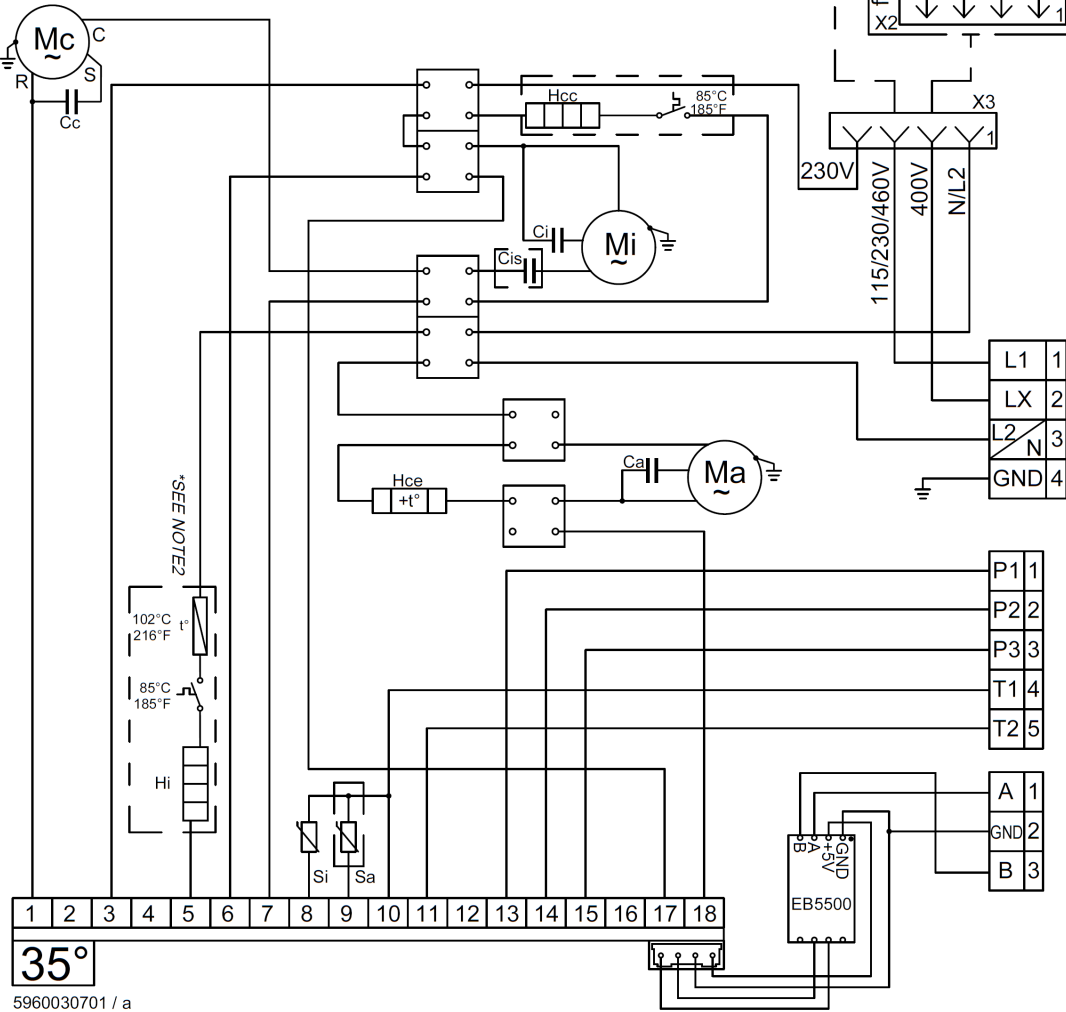 Mc
~
C
S
R
Cc
f
X2
1
Hcc
85°C
185°F
X3
1
230V
115/230/460V
400V
N/L2
Ci
Mi
~
Cis
L1 1
LX 2
L2/N 3
GND 4
Ca
Ma
~
Hce
+t°
*SEE NOTE2
102°C
216°F
t°
85°C
185°F
Hi
P1 1
P2 2
P3 3
T1 4
T2 5
A 1
GND 2
B 3
Si
Sa
B
A
+5V
GND
EB5500
1 2 3 4 5 6 7 8 9 10 11 12 13 14 15 16 17 18
35°
5960030701 / a